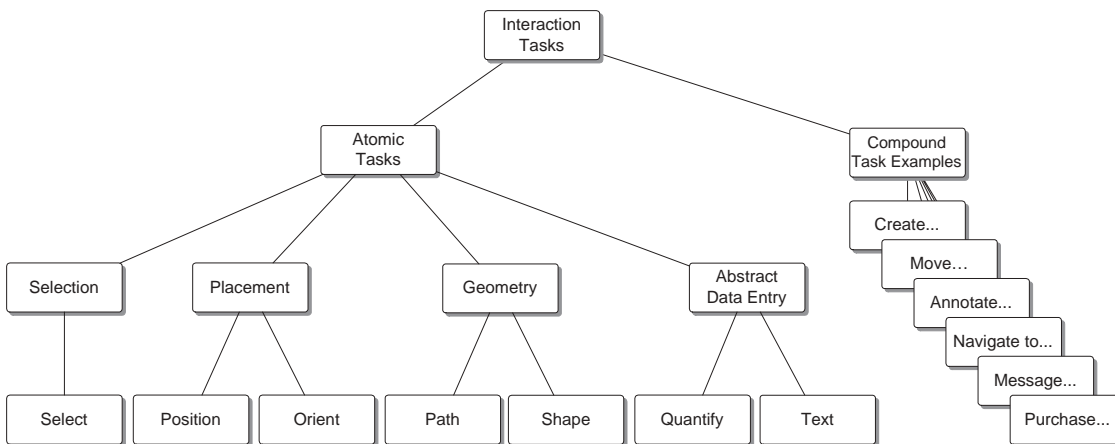 Interaction
Tasks
Atomic
Tasks
Compound
Task Examples
Create...
Move…
Annotate...
Navigate to...
Message...
Purchase...
Selection
Placement
Geometry
Abstract
Data Entry
Select
Position
Orient
Path
Shape
Quantify
Text